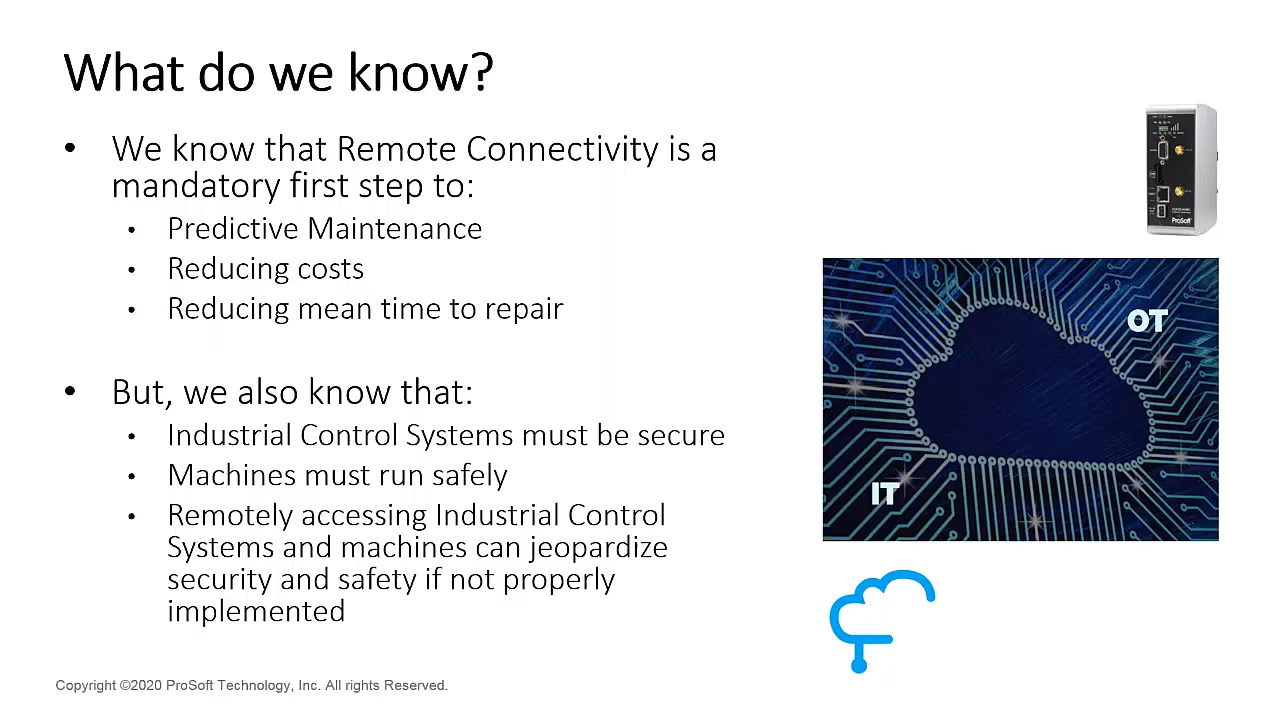 What do we know?
• We know that Remote Connectivity is a
mandatory first step to:
• Predictive Maintenance
• Reducing costs
• Reducing mean time to repair
• But, we also know that:
• Industrial Control Systems must be secure
• Machines must run safely
• Remotely accessing Industrial Control
Systems and machines can jeopardize
security and safety if not properly
implemented
ProSoft
OT
IT
Copyright ©2020 ProSoft Technology, Inc. All rights Reserved.